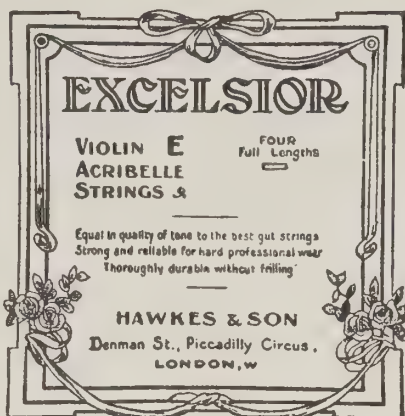 EXCELSIOR
VIOLIN E
ACRIBELLE
STRINGS &
FOUR
Full Lengths
Equal in quality of tone to the best gut strings
Strong and reliable for hard professional wear
Thoroughly durable without frilling
HAWKES & SON
Denman St., Piccadilly Circus,
LONDON, W